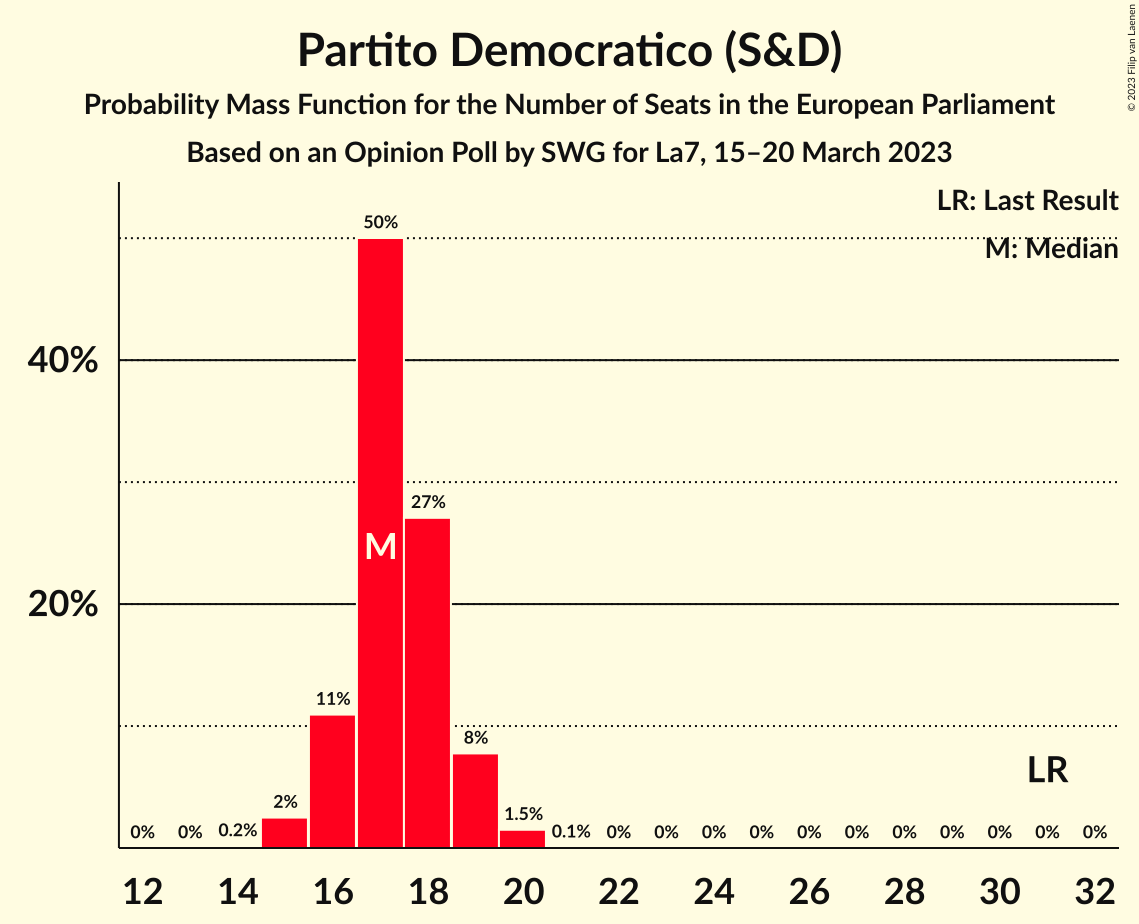 Partito Democratico (S&D)
Probability Mass Function for the Number of Seats in the European Parliament
Based on an Opinion Poll by SWG for La7, 15–20 March 2023
© 2023 Filip van Laenen
LR: Last Result
M: Median
50%
40%
27%
M
20%
11%
8%
LR
2%
1.5%
0% 0% 0.2% 0.1% 0% 0% 0% 0% 0% 0% 0% 0% 0% 0% 0%
12 14 16 18 20 22 24 26 28 30 32